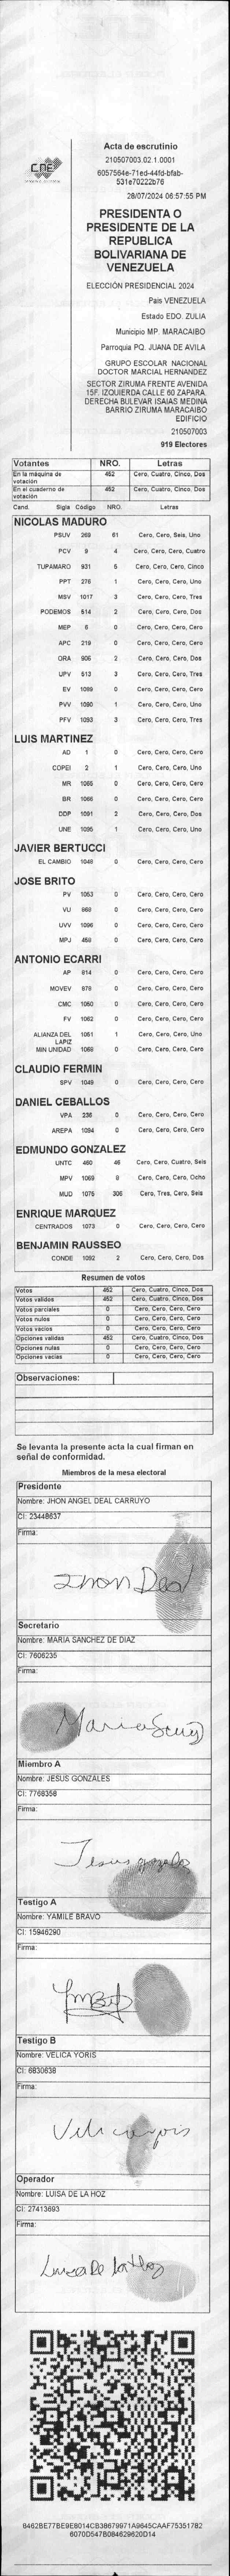 CNE
Acta de escrutinio
210507003.02.1.0001
6057564e-71ed-44fd-bfab-
531e70222b76
28/07/2024 06:57:55 PM
PRESIDENTA O
PRESIDENTE DE LA
REPUBLICA
BOLIVARIANA DE
VENEZUELA
ELECCIÓN PRESIDENCIAL 2024
Pais VENEZUELA
Estado EDO. ZULIA
Municipio MP. MARACAIBO
Parroquia PQ. JUANA DE AVILA
GRUPO ESCOLAR NACIONAL
DOCTOR MARCIAL HERNANDEZ
SECTOR ZIRUMA FRENTE AVENIDA
15F. IZQUIERDA CALLE 60 ZAPARA.
DERECHA BULEVAR ISAIAS MEDINA
BARRIO ZIRUMA MARACAIBO
EDIFICIO
210507003
919 Electores
Votantes NRO. Letras
En la máquina de votación 452 Cero, Cuatro, Cinco, Dos
En el cuaderno de votación 452 Cero, Cuatro, Cinco, Dos
Cand. Sigla Código NRO. Letras
NICOLAS MADURO
PSUV 269 61 Cero, Cero, Seis, Uno
PCV 9 4 Cero, Cero, Cero, Cuatro
TUPAMARO 931 5 Cero, Cero, Cero, Cinco
PPT 276 1 Cero, Cero, Cero, Uno
MSV 1017 3 Cero, Cero, Cero, Tres
PODEMOS 514 2 Cero, Cero, Cero, Dos
MEP 6 0 Cero, Cero, Cero, Cero
APC 219 0 Cero, Cero, Cero, Cero
ORA 906 2 Cero, Cero, Cero, Dos
UPV 513 3 Cero, Cero, Cero, Tres
EV 1099 0 Cero, Cero, Cero, Cero
PVV 1090 1 Cero, Cero, Cero, Uno
PFV 1093 3 Cero, Cero, Cero, Tres
LUIS MARTINEZ
AD 1 0 Cero, Cero, Cero, Cero
COPEI 2 1 Cero, Cero, Cero, Uno
MR 1065 0 Cero, Cero, Cero, Cero
BR 1066 0 Cero, Cero, Cero, Cero
DDP 1091 2 Cero, Cero, Cero, Dos
UNE 1095 1 Cero, Cero, Cero, Uno
JAVIER BERTUCCI
EL CAMBIO 1048 0 Cero, Cero, Cero, Cero
JOSE BRITO
PV 1053 0 Cero, Cero, Cero, Cero
VU 860 0 Cero, Cero, Cero, Cero
UVV 1096 0 Cero, Cero, Cero, Cero
MPJ 458 0 Cero, Cero, Cero, Cero
ANTONIO ECARRI
AP 814 0 Cero, Cero, Cero, Cero
MOVEV 978 0 Cero, Cero, Cero, Cero
CMC 1050 0 Cero, Cero, Cero, Cero
FV 1062 0 Cero, Cero, Cero, Cero
ALIANZA DEL LAPIZ 1051 1 Cero, Cero, Cero, Uno
MIN UNIDAD 1068 0 Cero, Cero, Cero, Cero
CLAUDIO FERMIN
SPV 1049 0 Cero, Cero, Cero, Cero
DANIEL CEBALLOS
VPA 236 0 Cero, Cero, Cero, Cero
AREPA 1094 0 Cero, Cero, Cero, Cero
EDMUNDO GONZALEZ
UNTC 460 46 Cero, Cero, Cuatro, Seis
MPV 1069 8 Cero, Cero, Cero, Ocho
MUD 1075 306 Cero, Tres, Cero, Seis
ENRIQUE MARQUEZ
CENTRADOS 1073 0 Cero, Cero, Cero, Cero
BENJAMIN RAUSSEO
CONDE 1092 2 Cero, Cero, Cero, Dos
Resumen de votos
Votos 452 Cero, Cuatro, Cinco, Dos
Votos validos 452 Cero, Cuatro, Cinco, Dos
Votos parciales 0 Cero, Cero, Cero, Cero
Votos nulos 0 Cero, Cero, Cero, Cero
Votos vacios 0 Cero, Cero, Cero, Cero
Opciones validas 452 Cero, Cuatro, Cinco, Dos
Opciones nulas 0 Cero, Cero, Cero, Cero
Opciones vacias 0 Cero, Cero, Cero, Cero
Observaciones:
Se levanta la presente acta la cual firman en
señal de conformidad.
Miembros de la mesa electoral
Presidente
Nombre: JHON ANGEL DEAL CARRUYO
CI: 23448637
Firma:
Jhon Deal
Secretario
Nombre: MARIA SANCHEZ DE DIAZ
CI: 7606235
Firma:
Maria
Miembro A
Nombre: JESUS GONZALES
CI: 7768358
Firma:
Jesus gonzales
Testigo A
Nombre: YAMILE BRAVO
CI: 15946290
Firma:
Testigo B
Nombre: VELICA YORIS
CI: 6830638
Firma:
Operador
Nombre: LUISA DE LA HOZ
CI: 27413693
Firma:
Luisa De la Hoz
8462BE77BE9E8014CB38679971A9645CAAF75351782
6070D547B084629620D14